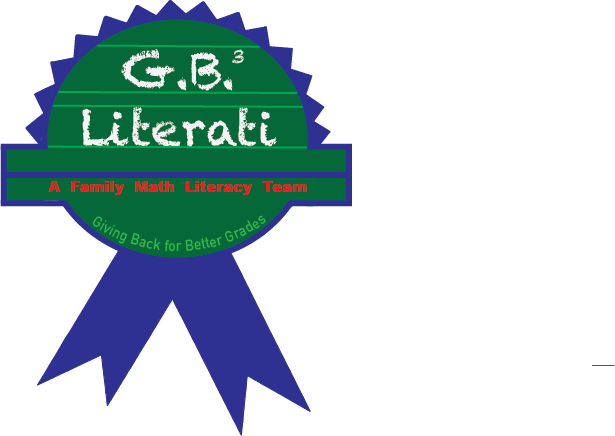 G.B.³
Literati
A Family Math Literacy Team
Giving Back for Better Grades